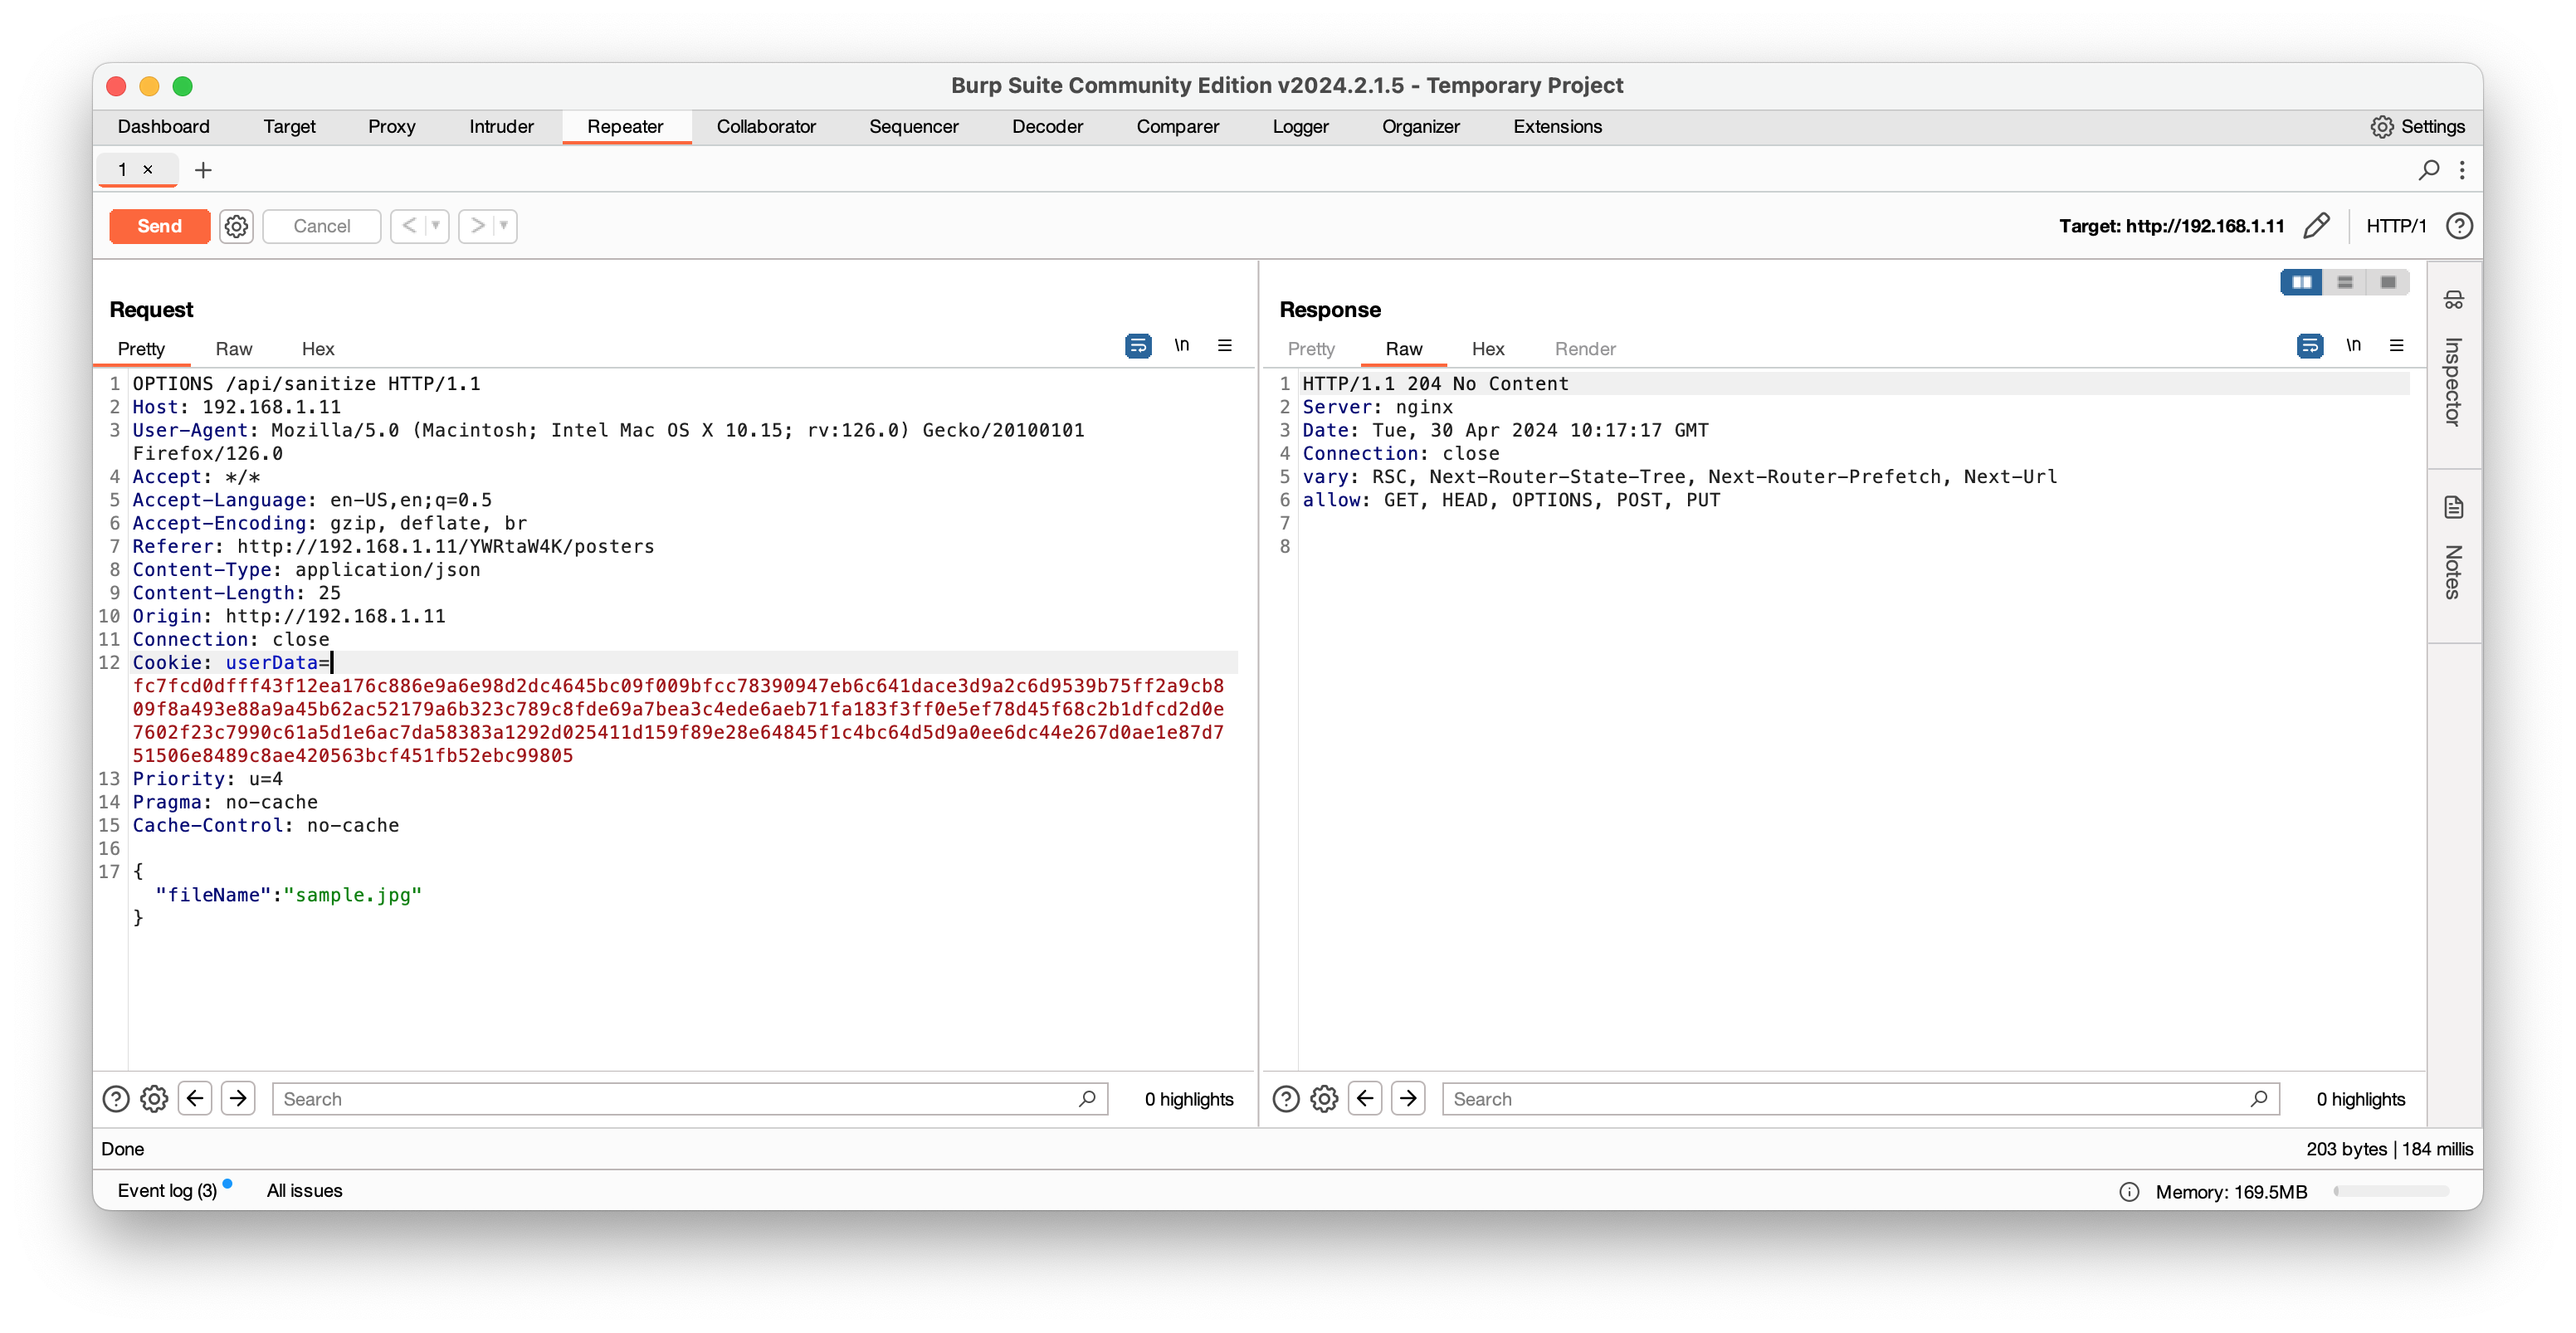 Burp Suite Community Edition v2024.2.1.5 - Temporary Project
Dashboard Target Proxy Intruder Repeater Collaborator Sequencer Decoder Comparer Logger Organizer Extensions Settings
1 × +
Send Cancel < > Target: http://192.168.1.11 HTTP/1 ?
Request
Pretty Raw Hex \n
1 OPTIONS /api/sanitize HTTP/1.1
2 Host: 192.168.1.11
3 User-Agent: Mozilla/5.0 (Macintosh; Intel Mac OS X 10.15; rv:126.0) Gecko/20100101
Firefox/126.0
4 Accept: */*
5 Accept-Language: en-US,en;q=0.5
6 Accept-Encoding: gzip, deflate, br
7 Referer: http://192.168.1.11/YWRtaW4K/posters
8 Content-Type: application/json
9 Content-Length: 25
10 Origin: http://192.168.1.11
11 Connection: close
12 Cookie: userData=
fc7fcd0dfff43f12ea176c886e9a6e98d2dc4645bc09f009bfcc78390947eb6c641dace3d9a2c6d9539b75ff2a9cb8
09f8a493e88a9a45b62ac52179a6b323c789c8fde69a7bea3c4ede6aeb71fa183f3ff0e5ef78d45f68c2b1dfcd2d0e
7602f23c7990c61a5d1e6ac7da58383a1292d025411d159f89e28e64845f1c4bc64d5d9a0ee6dc44e267d0ae1e87d7
51506e8489c8ae420563bcf451fb52ebc99805
13 Priority: u=4
14 Pragma: no-cache
15 Cache-Control: no-cache
16
17 {
"fileName":"sample.jpg"
}
? Search 0 highlights
Response
Pretty Raw Hex Render \n
1 HTTP/1.1 204 No Content
2 Server: nginx
3 Date: Tue, 30 Apr 2024 10:17:17 GMT
4 Connection: close
5 vary: RSC, Next-Router-State-Tree, Next-Router-Prefetch, Next-Url
6 allow: GET, HEAD, OPTIONS, POST, PUT
7
8
? Search 0 highlights
Inspector
Notes
Done 203 bytes | 184 millis
Event log (3) All issues Memory: 169.5MB